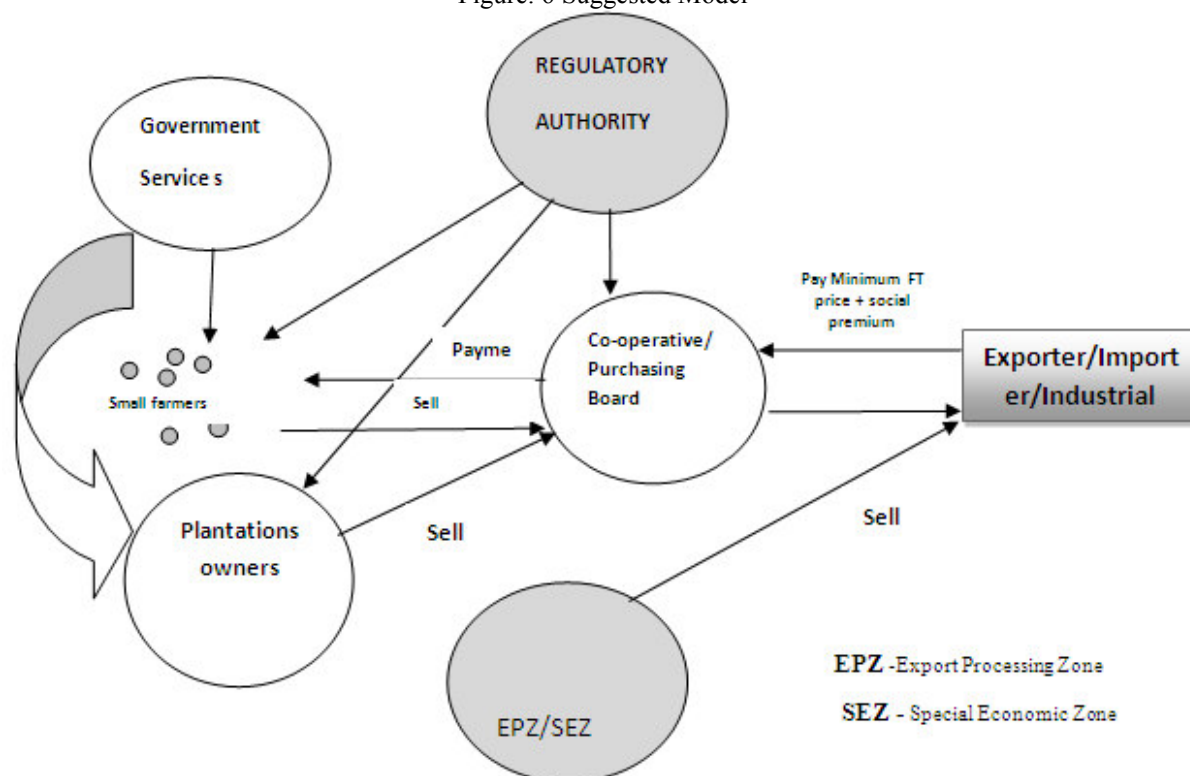 Figure: 6 Suggested Model
REGULATORY
AUTHORITY
Government
Services
Pay Minimum FT
price + social
premium
Co-operative/
Purchasing
Board
Payme
Exporter/Import
er/Industrial
Small farmers
Sell
Plantations
owners
Sell
Sell
EPZ/SEZ
EPZ -Export Processing Zone
SEZ - Special Economic Zone